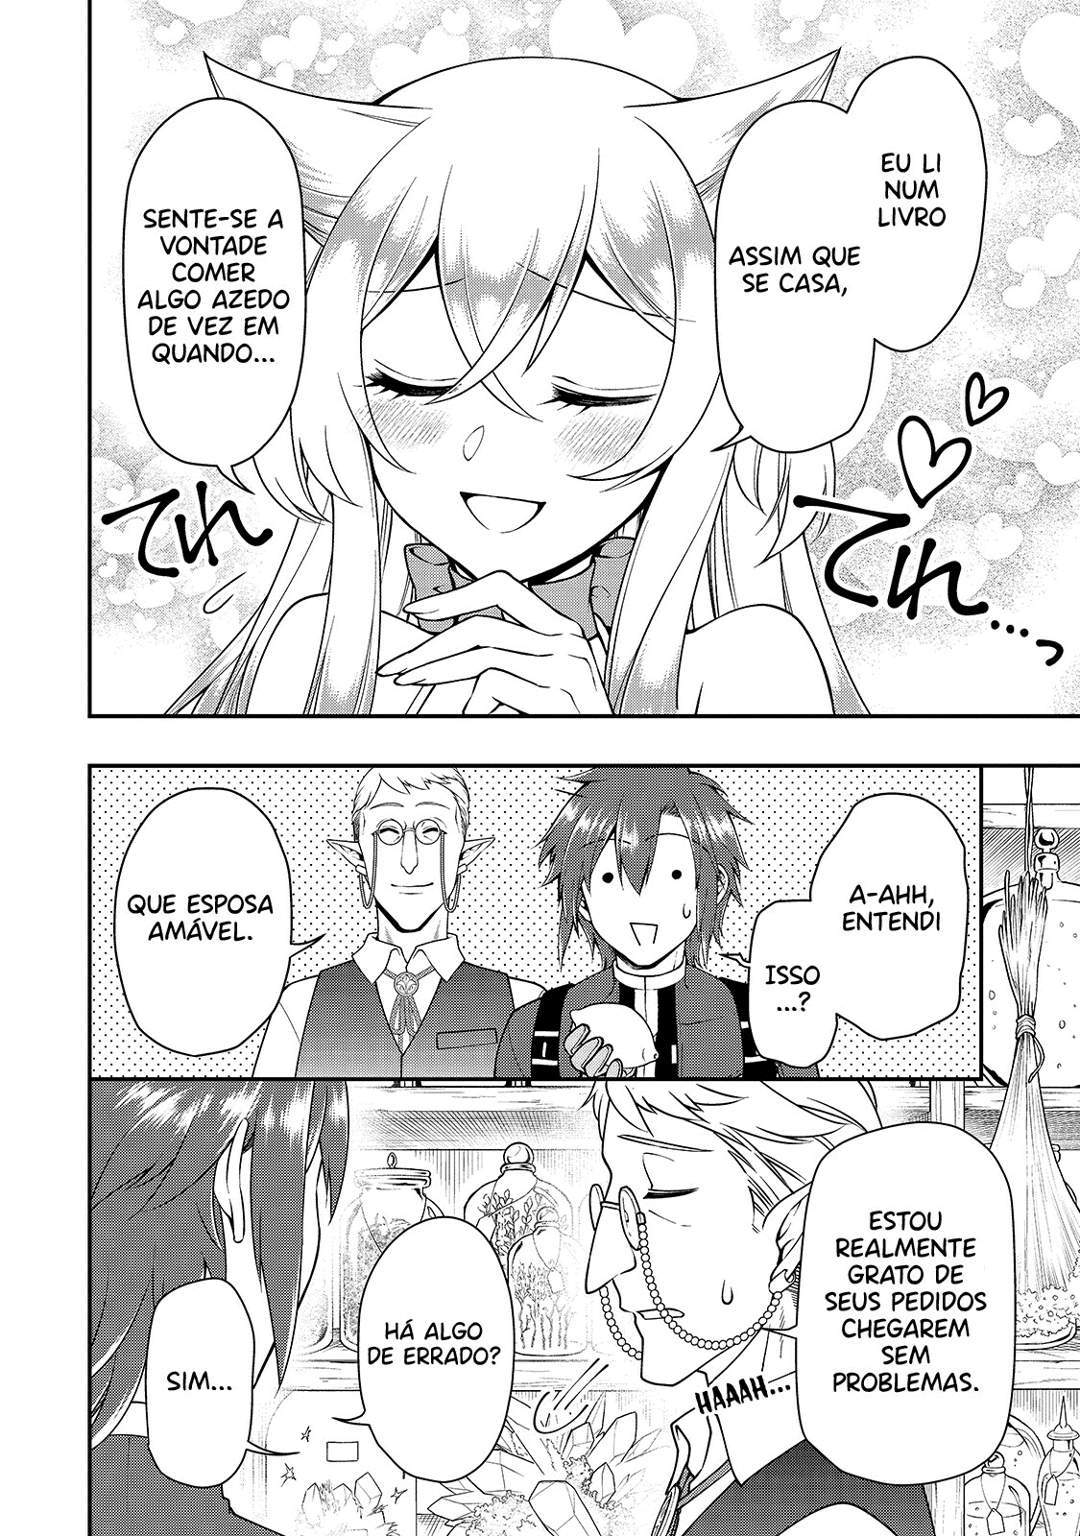 EU LI
NUM
LIVRO
ASSIM QUE
SE CASA,
SENTE-SE A
VONTADE
COMER
ALGO AZEDO
DE VEZ EM
QUANDO...
てれ...っ
てれ
A-AHH,
ENTENDI
ISSO
...?
QUE ESPOSA
AMÁVEL.
ESTOU
REALMENTE
GRATO DE
SEUS PEDIDOS
CHEGAREM
SEM
PROBLEMAS.
HAAAH...
HÁ ALGO
DE ERRADO?
SIM...